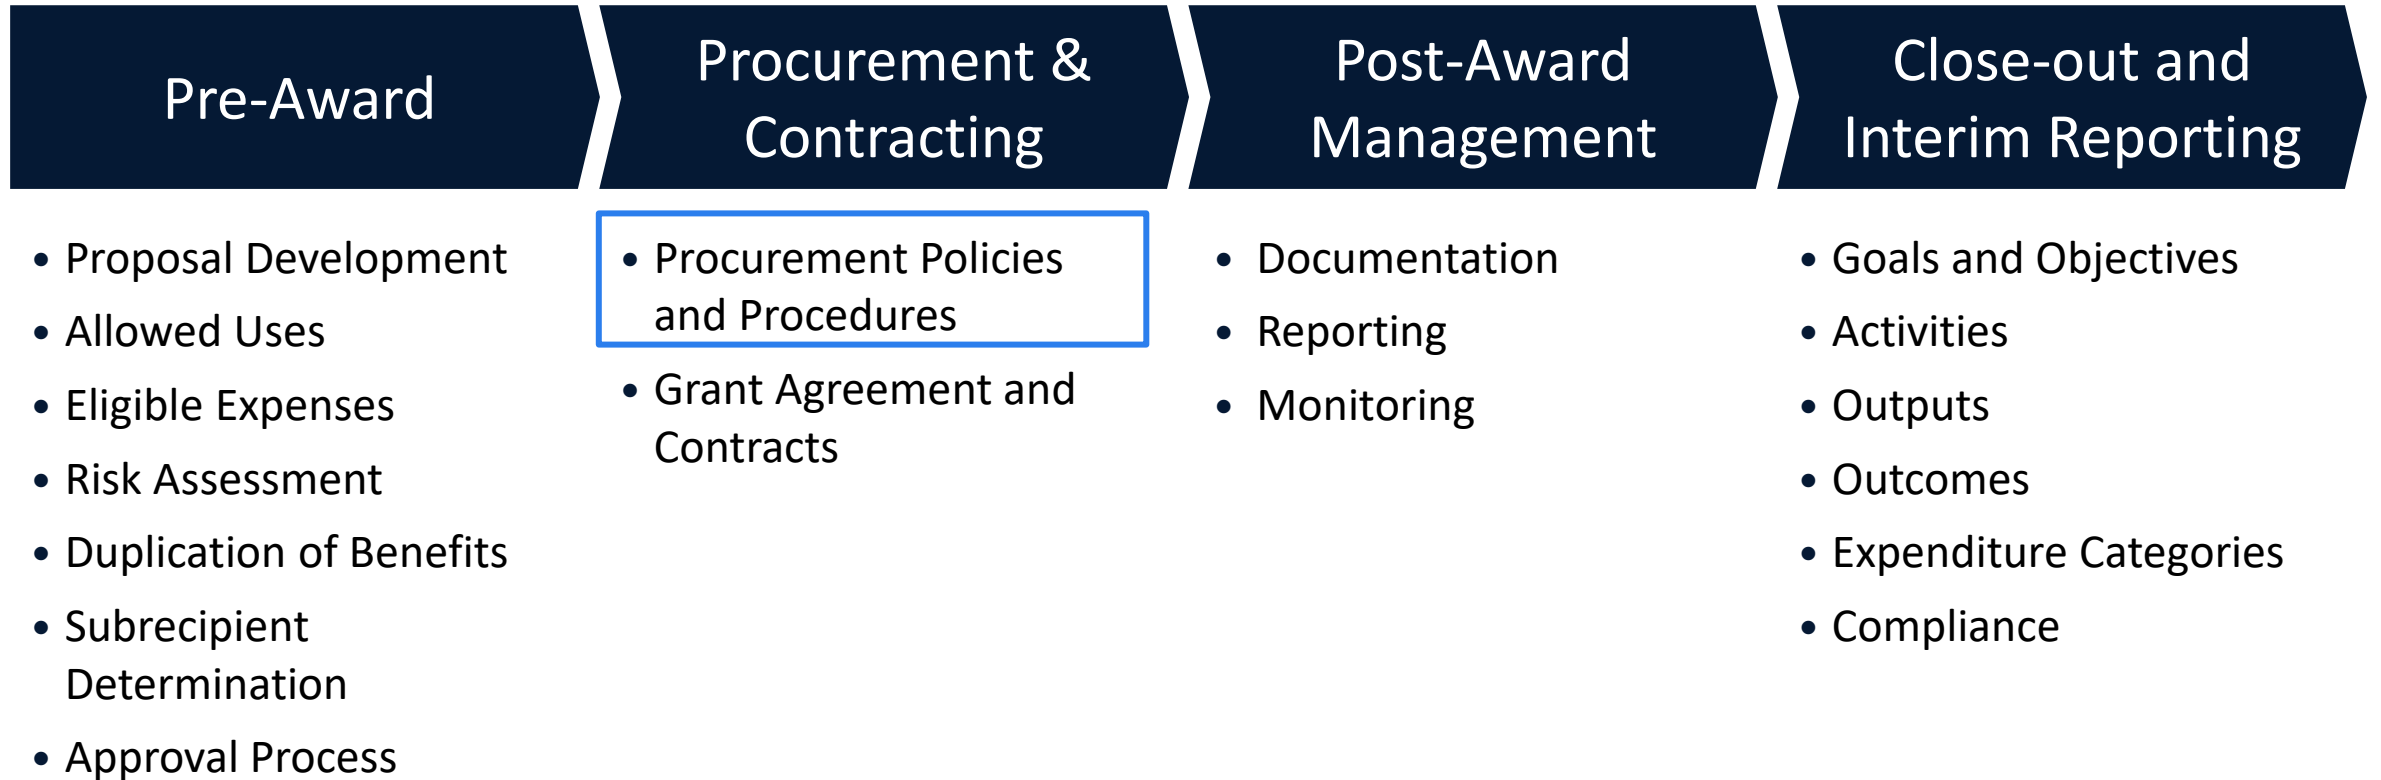 Pre-Award
Procurement &
Contracting
Post-Award
Management
Close-out and
Interim Reporting
• Proposal Development
• Allowed Uses
• Eligible Expenses
• Risk Assessment
• Duplication of Benefits
• Subrecipient
Determination
• Approval Process
• Procurement Policies
and Procedures
• Grant Agreement and
Contracts
• Documentation
• Reporting
• Monitoring
• Goals and Objectives
• Activities
• Outputs
• Outcomes
• Expenditure Categories
• Compliance